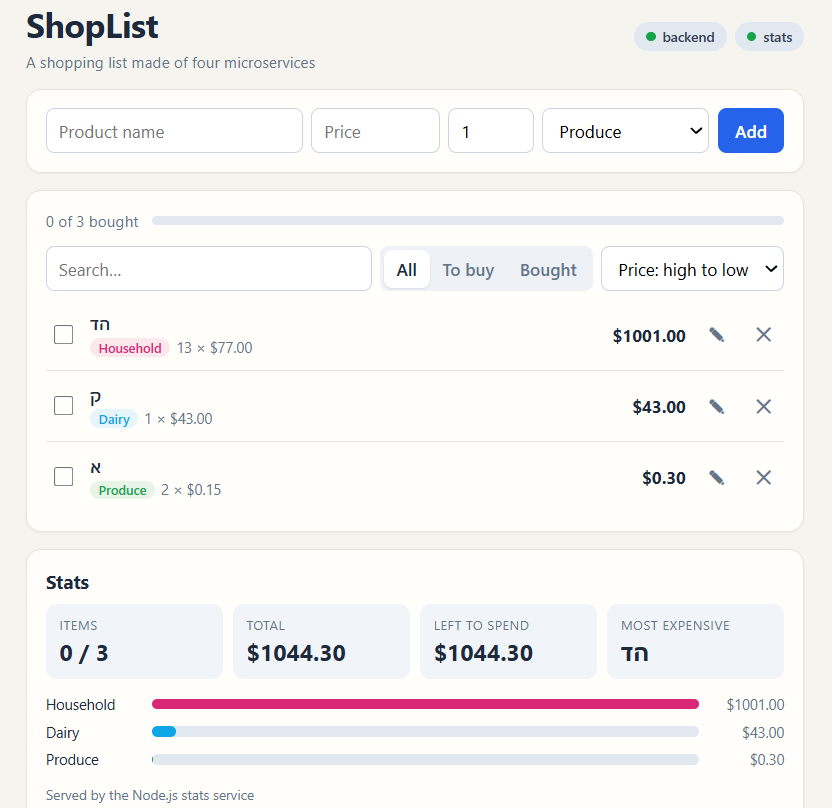 ShopList
backend
stats
A shopping list made of four microservices
Product name
Price
1
Produce
Add
0 of 3 bought
Search...
All
To buy
Bought
Price: high to low
הד
Household 13 × $77.00
$1001.00
ק
Dairy 1 × $43.00
$43.00
א
Produce 2 × $0.15
$0.30
Stats
ITEMS
0 / 3
TOTAL
$1044.30
LEFT TO SPEND
$1044.30
MOST EXPENSIVE
הד
Household $1001.00
Dairy $43.00
Produce $0.30
Served by the Node.js stats service